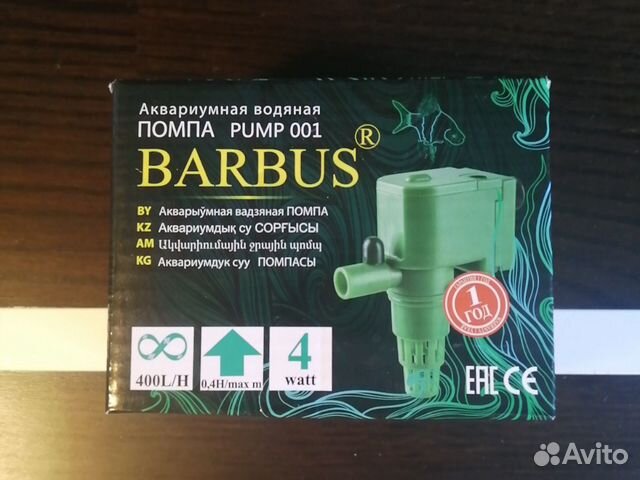 Аквариумная водяная
ПОМПА PUMP 001
BARBUS®
BY Акварыўмная вадзяная ПОМПА
KZ Аквариумдық су СОРҒЫСЫ
AM Ակվարիումային ջրային պոմպ
KG Аквариумдук суу ПОМПАСЫ
400L/H
0,4H/max m
4
watt
1
ГОД
EAC CE
Avito